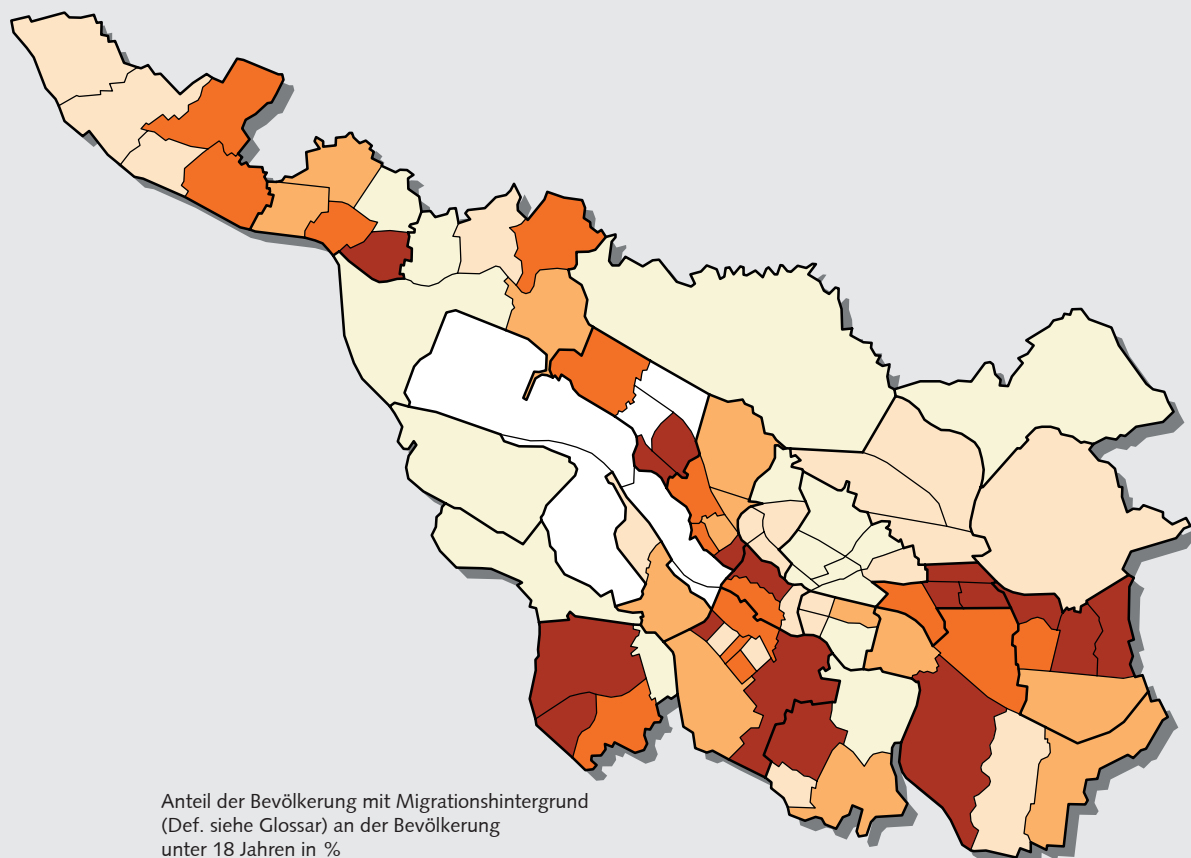 Anteil der Bevölkerung mit Migrationshintergrund
(Def. siehe Glossar) an der Bevölkerung
unter 18 Jahren in %